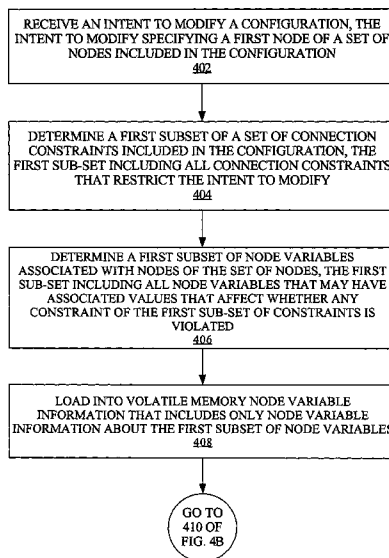 RECEIVE AN INTENT TO MODIFY A CONFIGURATION, THE
INTENT TO MODIFY SPECIFYING A FIRST NODE OF A SET OF
NODES INCLUDED IN THE CONFIGURATION
402
DETERMINE A FIRST SUBSET OF A SET OF CONNECTION
CONSTRAINTS INCLUDED IN THE CONFIGURATION, THE
FIRST SUB-SET INCLUDING ALL CONNECTION CONSTRAINTS
THAT RESTRICT THE INTENT TO MODIFY
404
DETERMINE A FIRST SUBSET OF NODE VARIABLES
ASSOCIATED WITH NODES OF THE SET OF NODES, THE FIRST
SUB-SET INCLUDING ALL NODE VARIABLES THAT MAY HAVE
ASSOCIATED VALUES THAT AFFECT WHETHER ANY
CONSTRAINT OF THE FIRST SUB-SET OF CONSTRAINTS IS
VIOLATED
406
LOAD INTO VOLATILE MEMORY NODE VARIABLE
INFORMATION THAT INCLUDES ONLY NODE VARIABLE
INFORMATION ABOUT THE FIRST SUBSET OF NODE VARIABLES
408
GO TO
410 OF
FIG. 4B